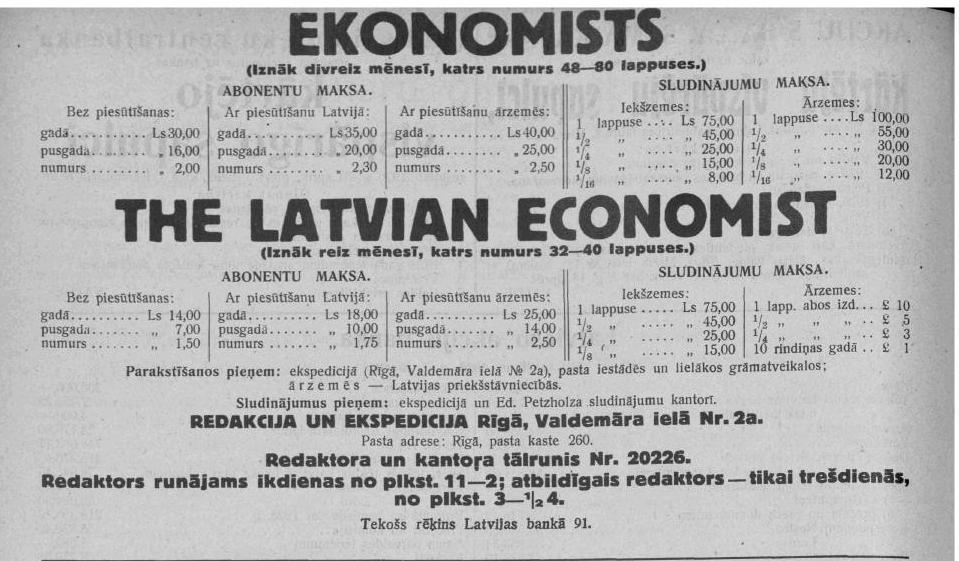 EKONOMISTS
(Iznāk divreiz mēnesī, katrs numurs 48—80 lappuses.)
ABONENTU MAKSA.
Bez piesūtīšanas:
gadā . . . . . . . Ls 30,00
pusgadā . . . . . . „ 16,00
numurs . . . . . . . . „ 2,00
Ar piesūtīšanu Latvijā:
gadā. . . . . . . . . Ls 35,00
pusgadā . . . . . . . „ 20,00
numurs . . . . . . . . „ 2,30
Ar piesūtīšanu ārzemēs:
gadā . . . . . . . . . Ls 40,00
pusgadā . . . . . . . . „ 25,00
numurs . . . . . . . . „ 2,50
SLUDINĀJUMU MAKSA.
Iekšzemes:
1 lappuse . . . . Ls 75,00
1/2 „ . . . . . „ 45,00
1/4 „ . . . . . „ 25,00
1/8 „ . . . . . „ 15,00
1/16 „ . . . . . „ 8,00
Ārzemes:
1 lappuse . . . . Ls 100,00
1/2 „ . . . . . „ 55,00
1/4 „ . . . . . „ 30,00
1/8 „ . . . . . „ 20,00
1/16 „ . . . . . „ 12,00
THE LATVIAN ECONOMIST
(Iznāk reiz mēnesī, katrs numurs 32—40 lappuses.)
ABONENTU MAKSA.
Bez piesūtīšanas:
gadā. . . . . . . . . Ls 14,00
pusgadā . . . . . . . „ 7,00
numurs . . . . . . . . „ 1,50
Ar piesūtīšanu Latvijā:
gadā. . . . . . . . . Ls 18,00
pusgadā . . . . . . . „ 10,00
numurs . . . . . . . . „ 1,75
Ar piesūtīšanu ārzemēs:
gadā. . . . . . . . . Ls 25,00
pusgadā . . . . . . . „ 14,00
numurs . . . . . . . . „ 2,50
SLUDINĀJUMU MAKSA.
Iekšzemes:
1 lappuse . . . . . Ls 75,00
1/2 „ . . . . . „ 45,00
1/4 „ . . . . . „ 25,00
1/8 „ . . . . . „ 15,00
Ārzemes:
1 lapp. abos izd. . . £ 10
1/2 „ „ „ . . £ 5
1/4 „ „ „ . . £ 3
10 rindiņas gadā . . £ 1
Parakstīšanos pieņem: ekspedicijā (Rīgā, Valdemāra ielā № 2a), pasta iestādēs un lielākos grāmatveikalos;
ārzemēs — Latvijas priekšstāvniecībās.
Sludinājumus pieņem: ekspedicijā un Ed. Petzholza sludinājumu kantorī.
REDAKCIJA UN EKSPEDICIJA Rīgā, Valdemāra ielā Nr. 2a.
Pasta adrese: Rīgā, pasta kaste 260.
Redaktora un kantoŗa tālrunis Nr. 20226.
Redaktors runājams ikdienas no plkst. 11—2; atbildīgais redaktors — tikai trešdienās,
no plkst. 3—1/2 4.
Tekošs rēķins Latvijas bankā 91.